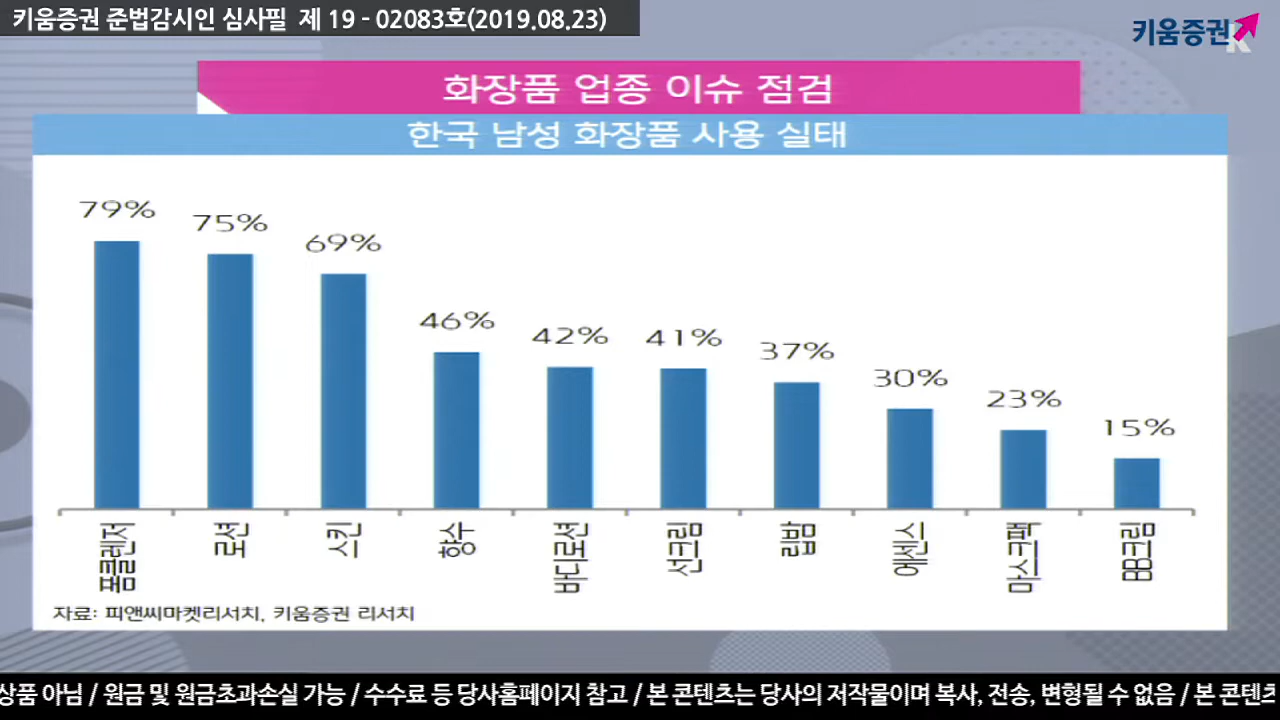 키움증권 준법감시인 심사필 제 19 - 02083호(2019.08.23)
키움증권
K
화장품 업종 이슈 점검
한국 남성 화장품 사용 실태
79%
75%
69%
46%
42%
41%
37%
30%
23%
15%
폼클렌저
로션
스킨
향수
바디로션
선크림
립밤
에센스
마스크팩
BB크림
자료: 피앤씨마켓리서치, 키움증권 리서치
상품 아님 / 원금 및 원금초과손실 가능 / 수수료 등 당사홈페이지 참고 / 본 콘텐츠는 당사의 저작물이며 복사, 전송, 변형될 수 없음 / 본 콘텐츠